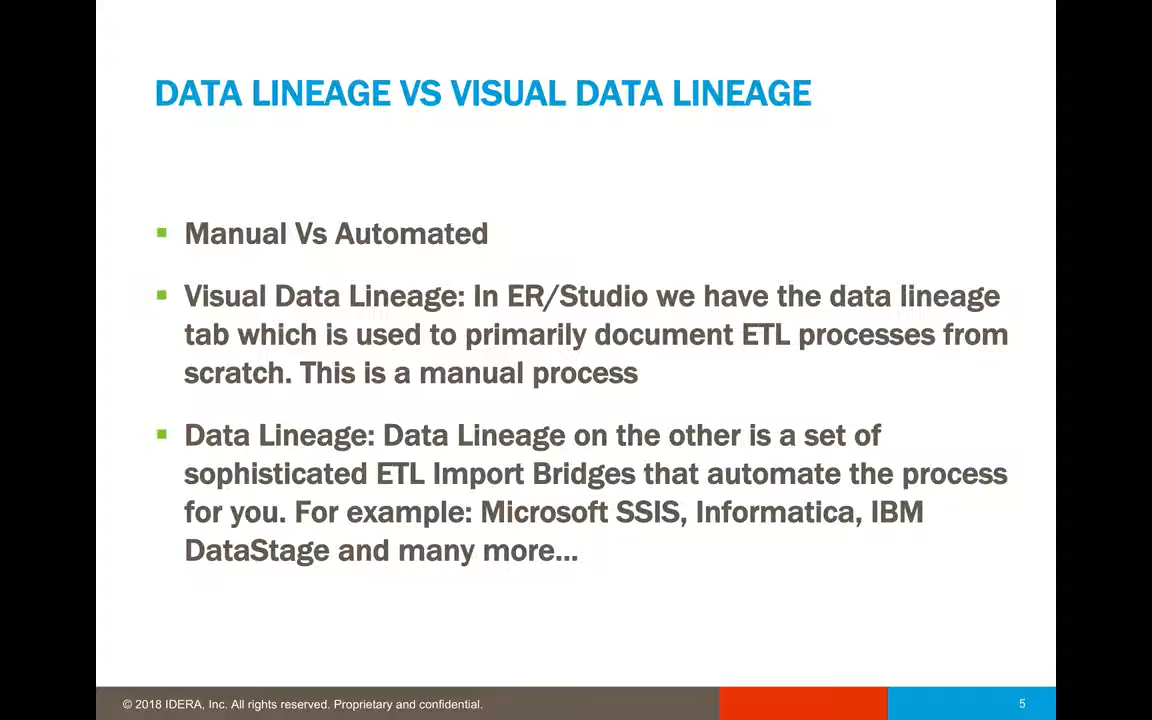 DATA LINEAGE VS VISUAL DATA LINEAGE
▪ Manual Vs Automated
▪ Visual Data Lineage: In ER/Studio we have the data lineage
tab which is used to primarily document ETL processes from
scratch. This is a manual process
▪ Data Lineage: Data Lineage on the other is a set of
sophisticated ETL Import Bridges that automate the process
for you. For example: Microsoft SSIS, Informatica, IBM
DataStage and many more...
© 2018 IDERA, Inc. All rights reserved. Proprietary and confidential.
5